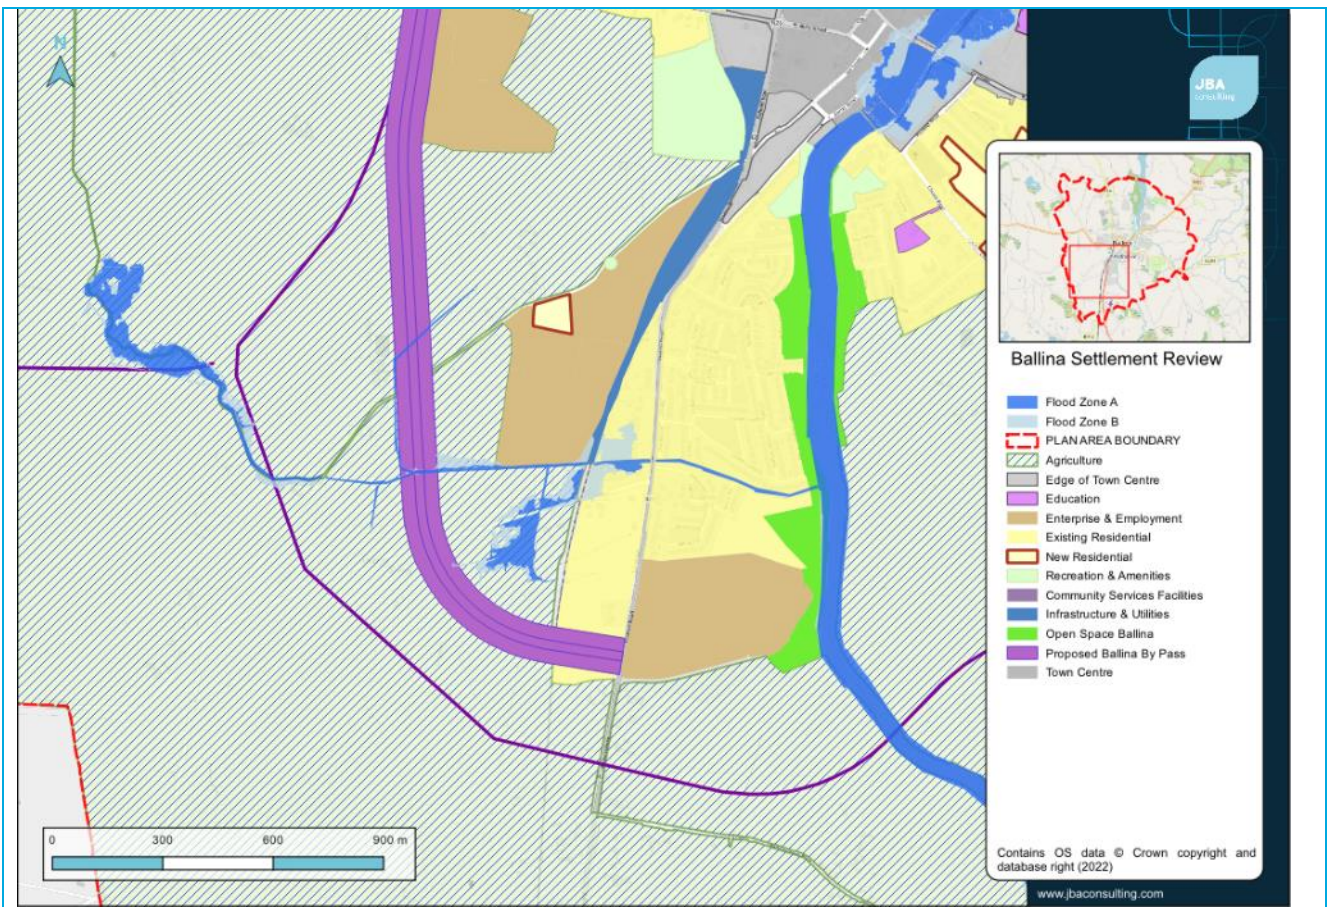 N
JBA
consulting
Ballina Settlement Review
Flood Zone A
Flood Zone B
PLAN AREA BOUNDARY
Agriculture
Edge of Town Centre
Education
Enterprise & Employment
Existing Residential
New Residential
Recreation & Amenities
Community Services Facilities
Infrastructure & Utilities
Open Space Ballina
Proposed Ballina By Pass
Town Centre
0 300 600 900 m
Contains OS data © Crown copyright and
database right (2022)
www.jbaconsulting.com